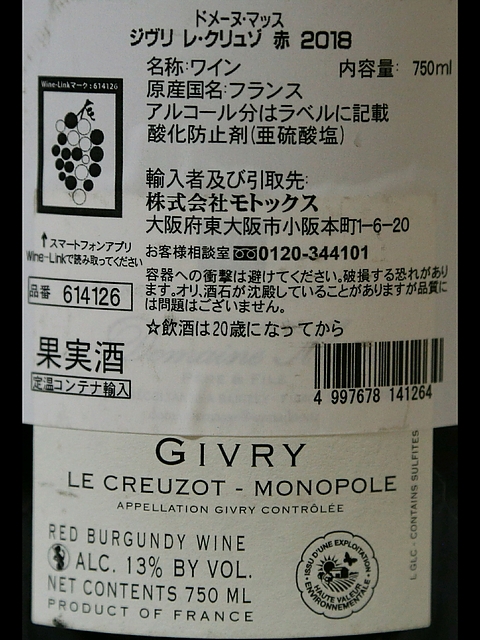 ドメーヌ・マッス
ジヴリ レ・クリュゾ 赤 2018
名称:ワイン 内容量: 750ml
原産国名:フランス
アルコール分はラベルに記載
酸化防止剤(亜硫酸塩)
Wine-Linkマーク:614126
輸入者及び引取先:
株式会社モトックス
大阪府東大阪市小阪本町1-6-20
お客様相談室 0120-344101
↑スマートフォンアプリ
Wine-Linkで読み取ってください
容器への衝撃は避けてください。破損する恐れがあり
ます。オリ、酒石が沈殿していることがありますが品質に
は問題はございません。
品番 614126
☆飲酒は20歳になってから
果実酒
定温コンテナ輸入
4 997678 141264
GIVRY
LE CREUZOT - MONOPOLE
APPELLATION GIVRY CONTRÔLÉE
RED BURGUNDY WINE
ALC. 13% BY VOL.
NET CONTENTS 750 ML
PRODUCT OF FRANCE
ISSU D'UNE EXPLOITATION
HAUTE VALEUR
ENVIRONNEMENTALE
L GLC - CONTAINS SULFITES